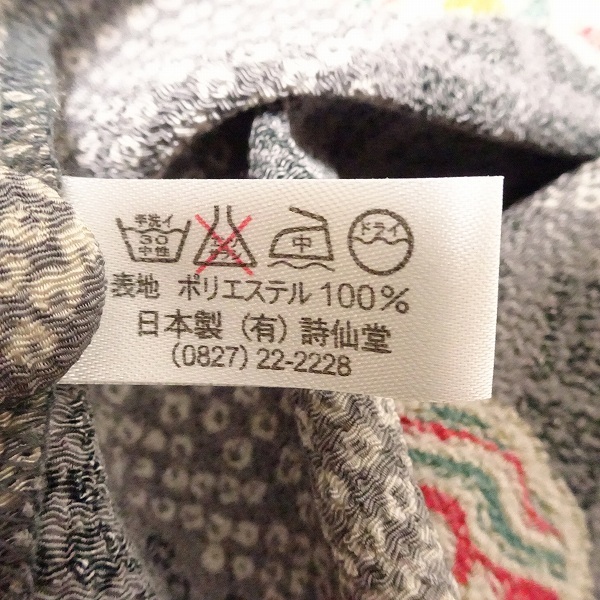 手洗イ
30
中性
中
ドライ
表地 ポリエステル 100%
日本製 (有) 詩仙堂
(0827) 22-2228